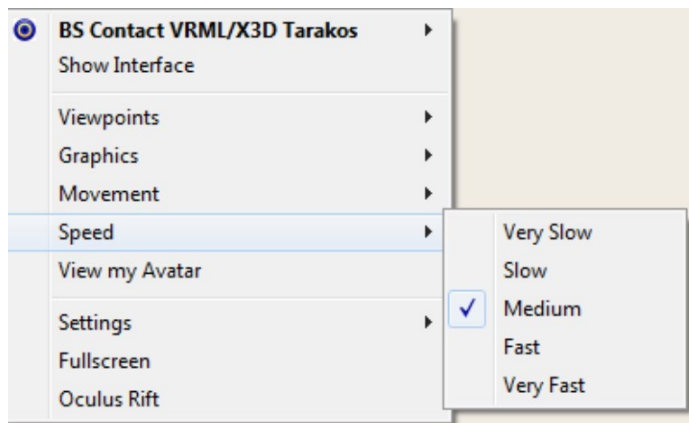 BS Contact VRML/X3D Tarakos
Show Interface
Viewpoints
Graphics
Movement
Speed
View my Avatar
Settings
Fullscreen
Oculus Rift
Very Slow
Slow
Medium
Fast
Very Fast